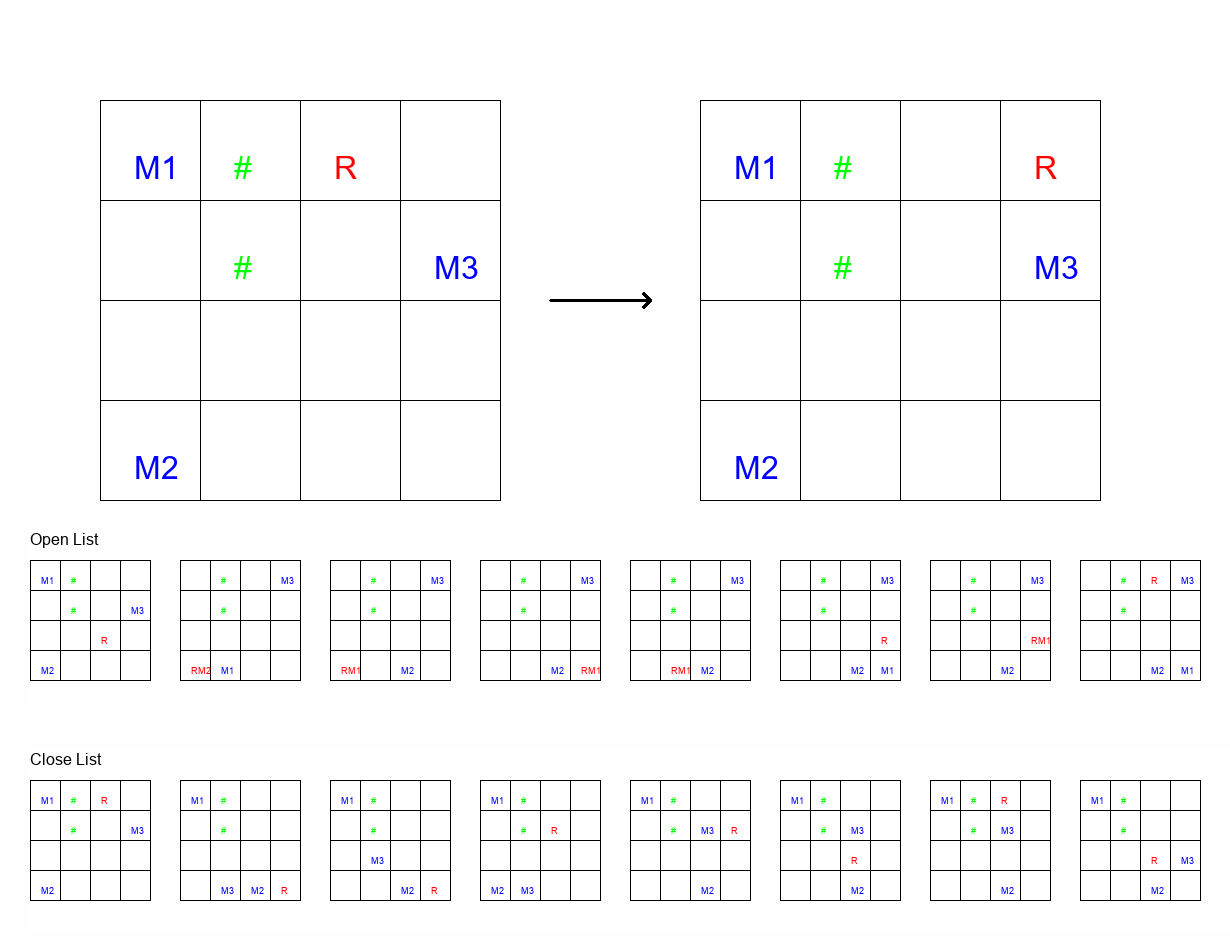 M1 # R M1 # R
# M3 # M3
M2 M2
Open List
M1 # # M3 # M3 # M3 # M3 # M3 # M3 # R M3
# M3 # # # # # # #
R R RM1
M2 RM2 M1 RM1 M2 M2 RM1 RM1 M2 M2 M1 M2 M2 M1
Close List
M1 # R M1 # M1 # M1 # M1 # M1 # M1 # R M1 #
# M3 # # # R # M3 R # M3 # M3 #
M3 R R M3
M2 M3 M2 R M2 R M2 M3 M2 M2 M2 M2